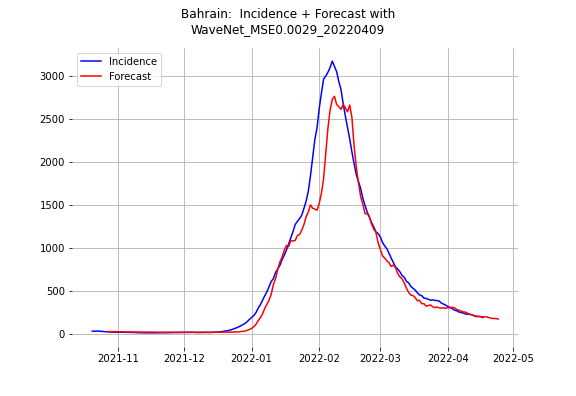 Bahrain:  Incidence + Forecast with
WaveNet_MSE0.0029_20220409
Incidence
Forecast
3000
2500
2000
1500
1000
500
0
2021-11 2021-12 2022-01 2022-02 2022-03 2022-04 2022-05